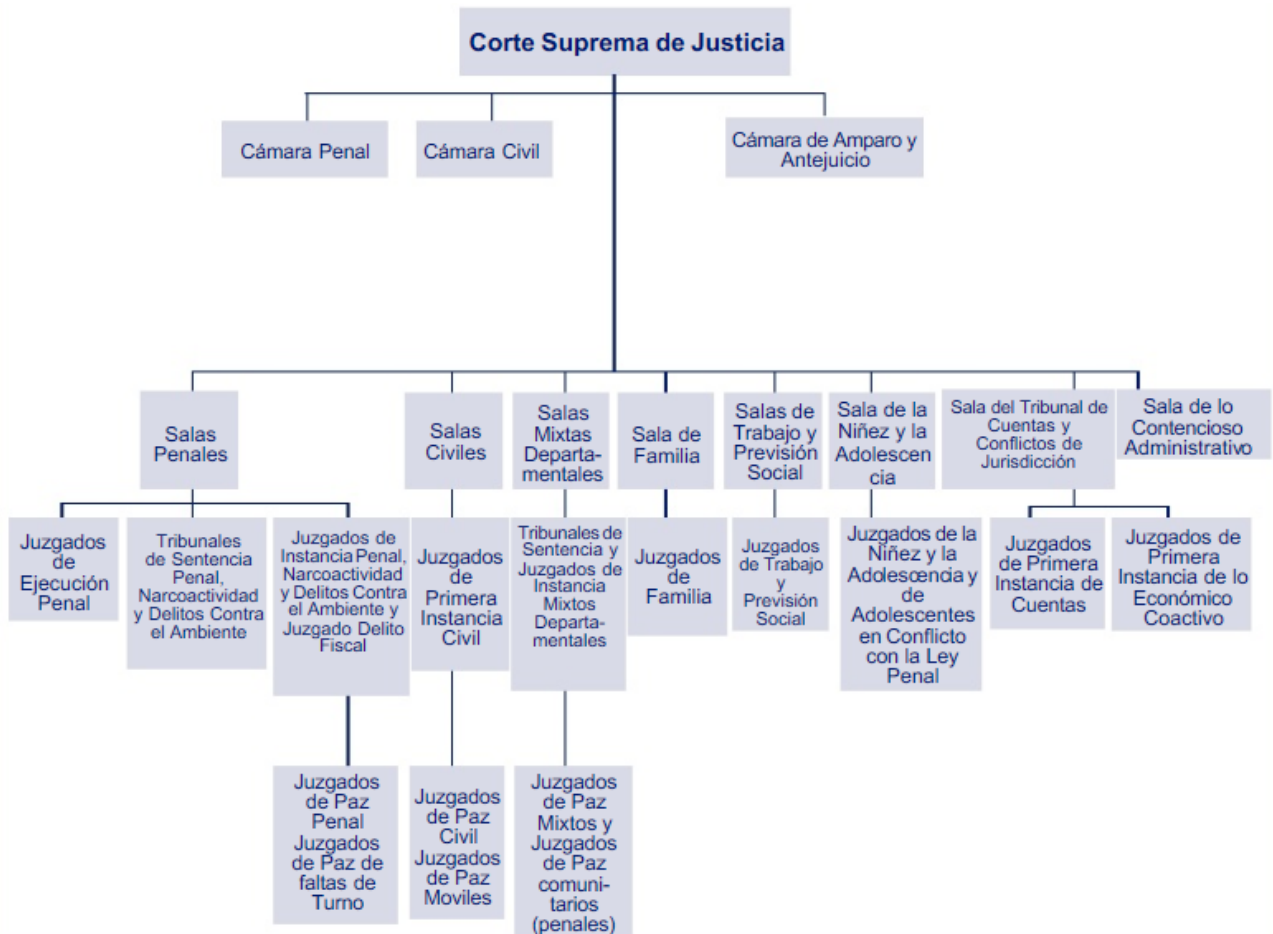 Corte Suprema de Justicia
Cámara Penal
Cámara Civil
Cámara de Amparo y
Antejuicio
Salas
Penales
Salas
Civiles
Salas
Mixtas
Departa-
mentales
Sala de
Familia
Salas de
Trabajo y
Previsión
Social
Sala de la
Niñez y la
Adolescen
cia
Sala del Tribunal de
Cuentas y
Conflictos de
Jurisdicción
Sala de lo
Contencioso
Administrativo
Juzgados
de
Ejecución
Penal
Tribunales
de Sentencia
Penal,
Narcoactividad
y Delitos Contra
el Ambiente
Juzgados de
Instancia Penal,
Narcoactividad
y Delitos Contra
el Ambiente y
Juzgado Delito
Fiscal
Juzgados
de
Primera
Instancia
Civil
Tribunales de
Sentencia y
Juzgados de
Instancia
Mixtos
Departa-
mentales
Juzgados
de
Familia
Juzgados
de Trabajo
y
Previsión
Social
Juzgados de la
Niñez y la
Adolescencia y
de
Adolescentes
en Conflicto
con la Ley
Penal
Juzgados
de Primera
Instancia de
Cuentas
Juzgados de
Primera
Instancia de lo
Económico
Coactivo
Juzgados
de Paz
Penal
Juzgados
de Paz de
faltas de
Turno
Juzgados
de Paz
Civil
Juzgados
de Paz
Moviles
Juzgados
de Paz
Mixtos y
Juzgados
de Paz
comuni-
tarios
(penales)